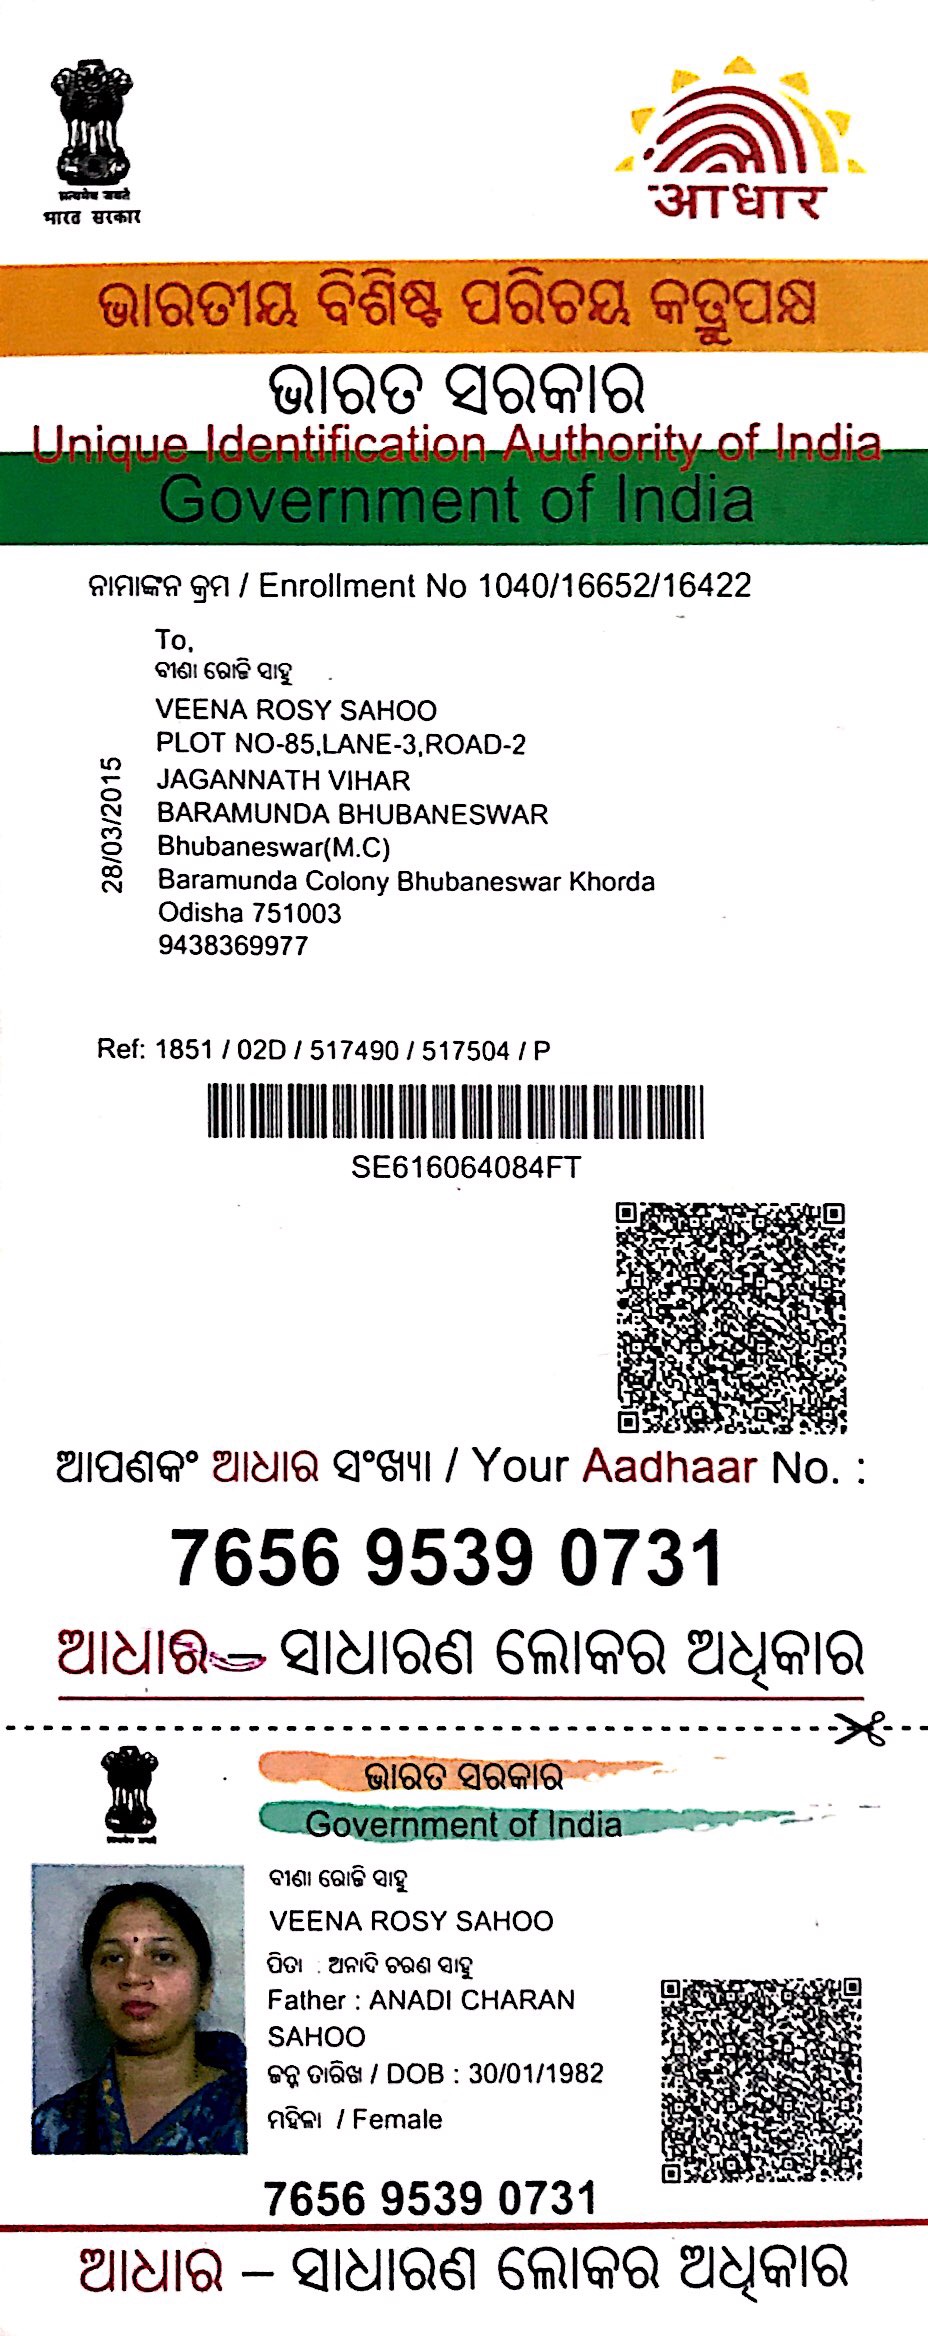 सत्यमेव जयते
भारत सरकार
आधार
ଭାରତୀୟ ବିଶିଷ୍ଟ ପରିଚୟ କତ୍ରୁପକ୍ଷ
ଭାରତ ସରକାର
Unique Identification Authority of India
Government of India
ନାମାଙ୍କନ କ୍ରମ / Enrollment No 1040/16652/16422
To,
ବୀଣା ରୋଜି ସାହୁ
VEENA ROSY SAHOO
PLOT NO-85,LANE-3,ROAD-2
JAGANNATH VIHAR
BARAMUNDA BHUBANESWAR
Bhubaneswar(M.C)
Baramunda Colony Bhubaneswar Khorda
Odisha 751003
9438369977
28/03/2015
Ref: 1851 / 02D / 517490 / 517504 / P
SE616064084FT
ଆପଣକଂ ଆଧାର ସଂଖ୍ୟା / Your Aadhaar No. :
7656 9539 0731
ଆଧାର – ସାଧାରଣ ଲୋକର ଅଧିକାର
ଭାରତ ସରକାର
Government of India
ବୀଣା ରୋଜି ସାହୁ
VEENA ROSY SAHOO
ପିତା : ଅନାଦି ଚରଣ ସାହୁ
Father : ANADI CHARAN
SAHOO
ଜନ୍ମ ତାରିଖ / DOB : 30/01/1982
ମହିଳା / Female
7656 9539 0731
ଆଧାର – ସାଧାରଣ ଲୋକର ଅଧିକାର